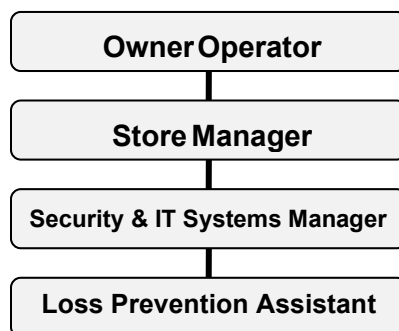 Owner Operator
Store Manager
Security & IT Systems Manager
Loss Prevention Assistant